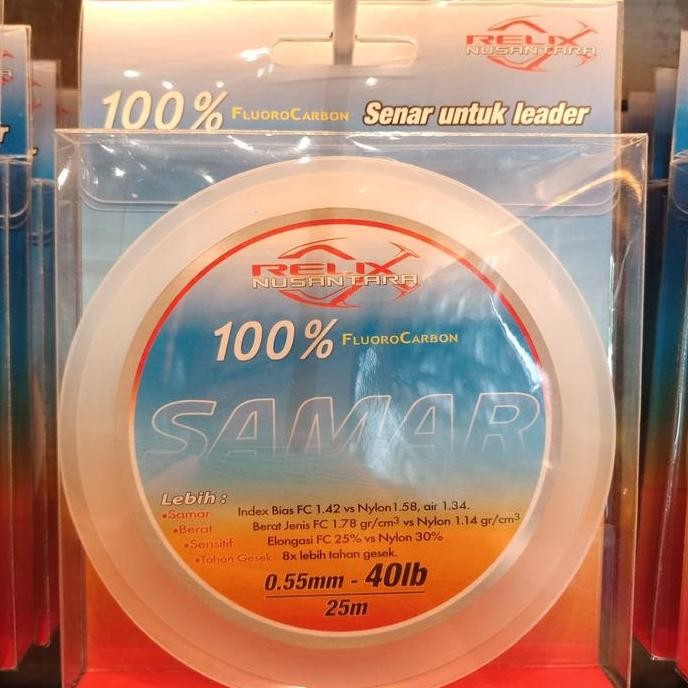 RELIX
NUSANTARA
100% FLUOROCARBON Senar untuk leader
RELIX
NUSANTARA
100% FLUOROCARBON
SAMAR
Lebih :
•Samar Index Bias FC 1.42 vs Nylon1.58, air 1.34.
•Berat Berat Jenis FC 1.78 gr/cm³ vs Nylon 1.14 gr/cm³
•Sensitif Elongasi FC 25% vs Nylon 30%
•Tahan Gesek 8x lebih tahan gesek.
0.55mm - 40lb
25m